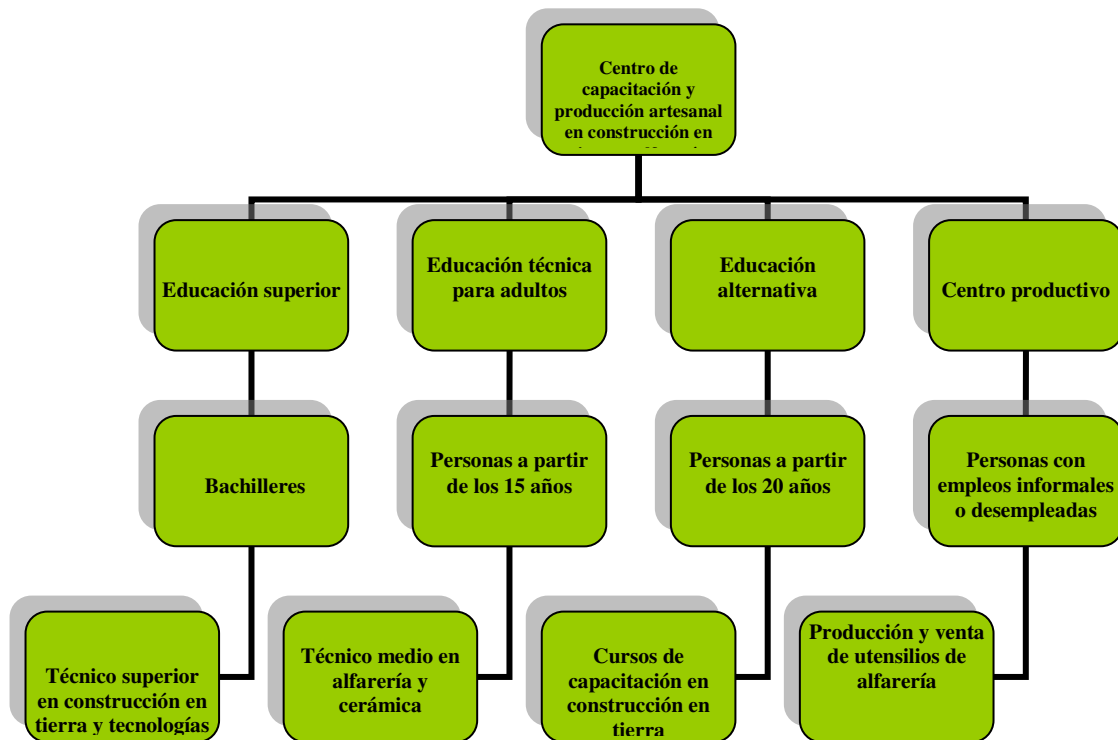 Centro de
capacitación y
producción artesanal
en construcción en
Educación superior
Educación técnica
para adultos
Educación
alternativa
Centro productivo
Bachilleres
Personas a partir
de los 15 años
Personas a partir
de los 20 años
Personas con
empleos informales
o desempleadas
Técnico superior
en construcción en
tierra y tecnologías
Técnico medio en
alfarería y
cerámica
Cursos de
capacitación en
construcción en
tierra
Producción y venta
de utensilios de
alfarería